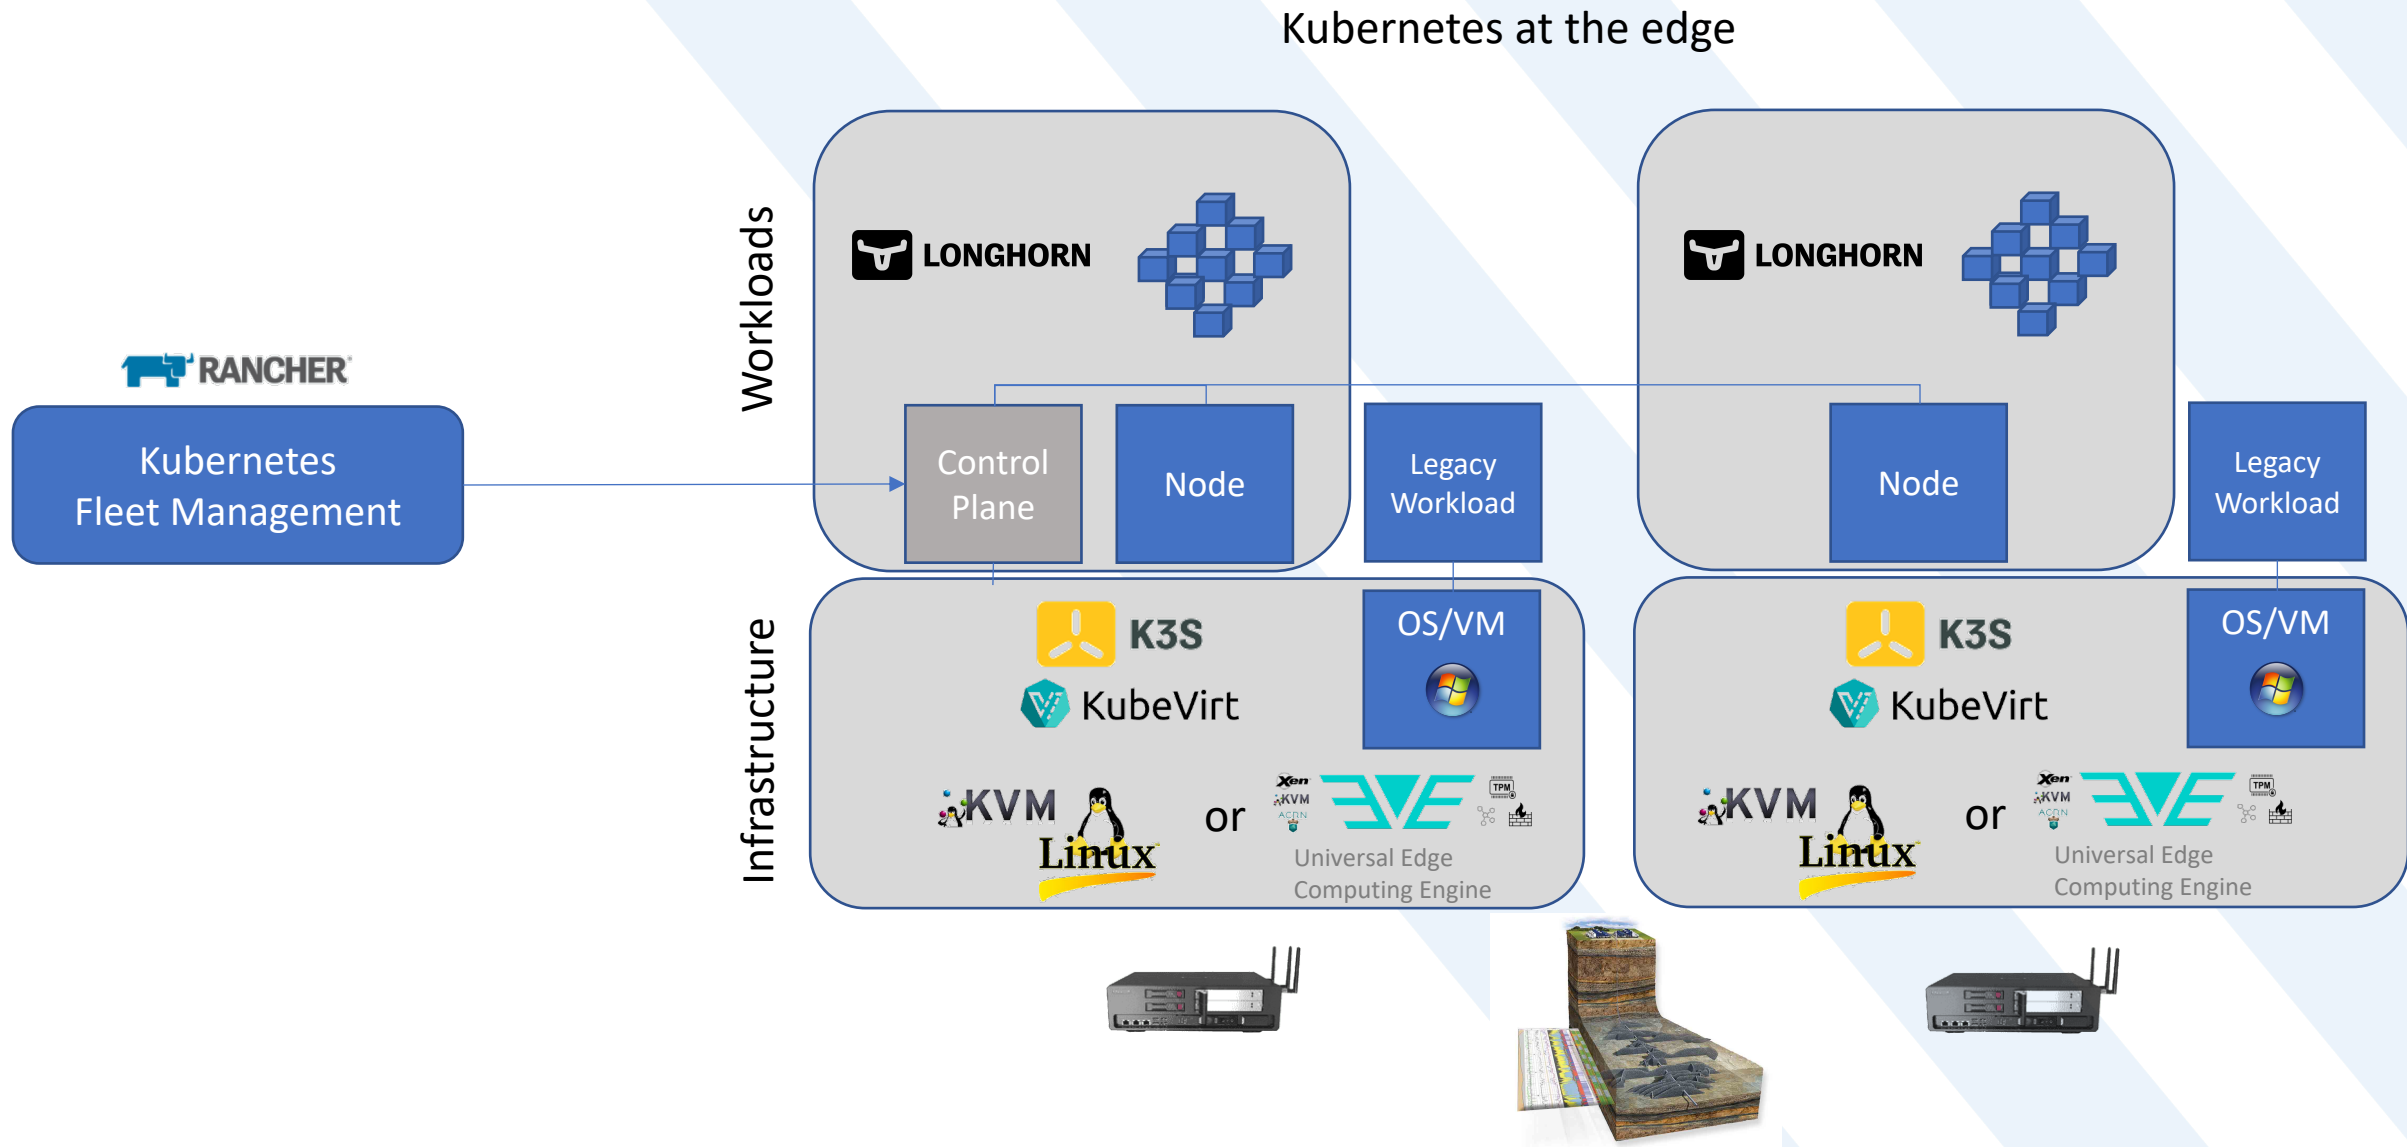 Kubernetes at the edge
Workloads
LONGHORN
LONGHORN
RANCHER
Kubernetes
Fleet Management
Control
Plane
Node
Legacy
Workload
Node
Legacy
Workload
Infrastructure
K3S
KubeVirt
OS/VM
KVM
Linux
or
Xen
KVM
ACRN
TPM
Universal Edge
Computing Engine
K3S
KubeVirt
OS/VM
KVM
Linux
or
Xen
KVM
ACRN
TPM
Universal Edge
Computing Engine